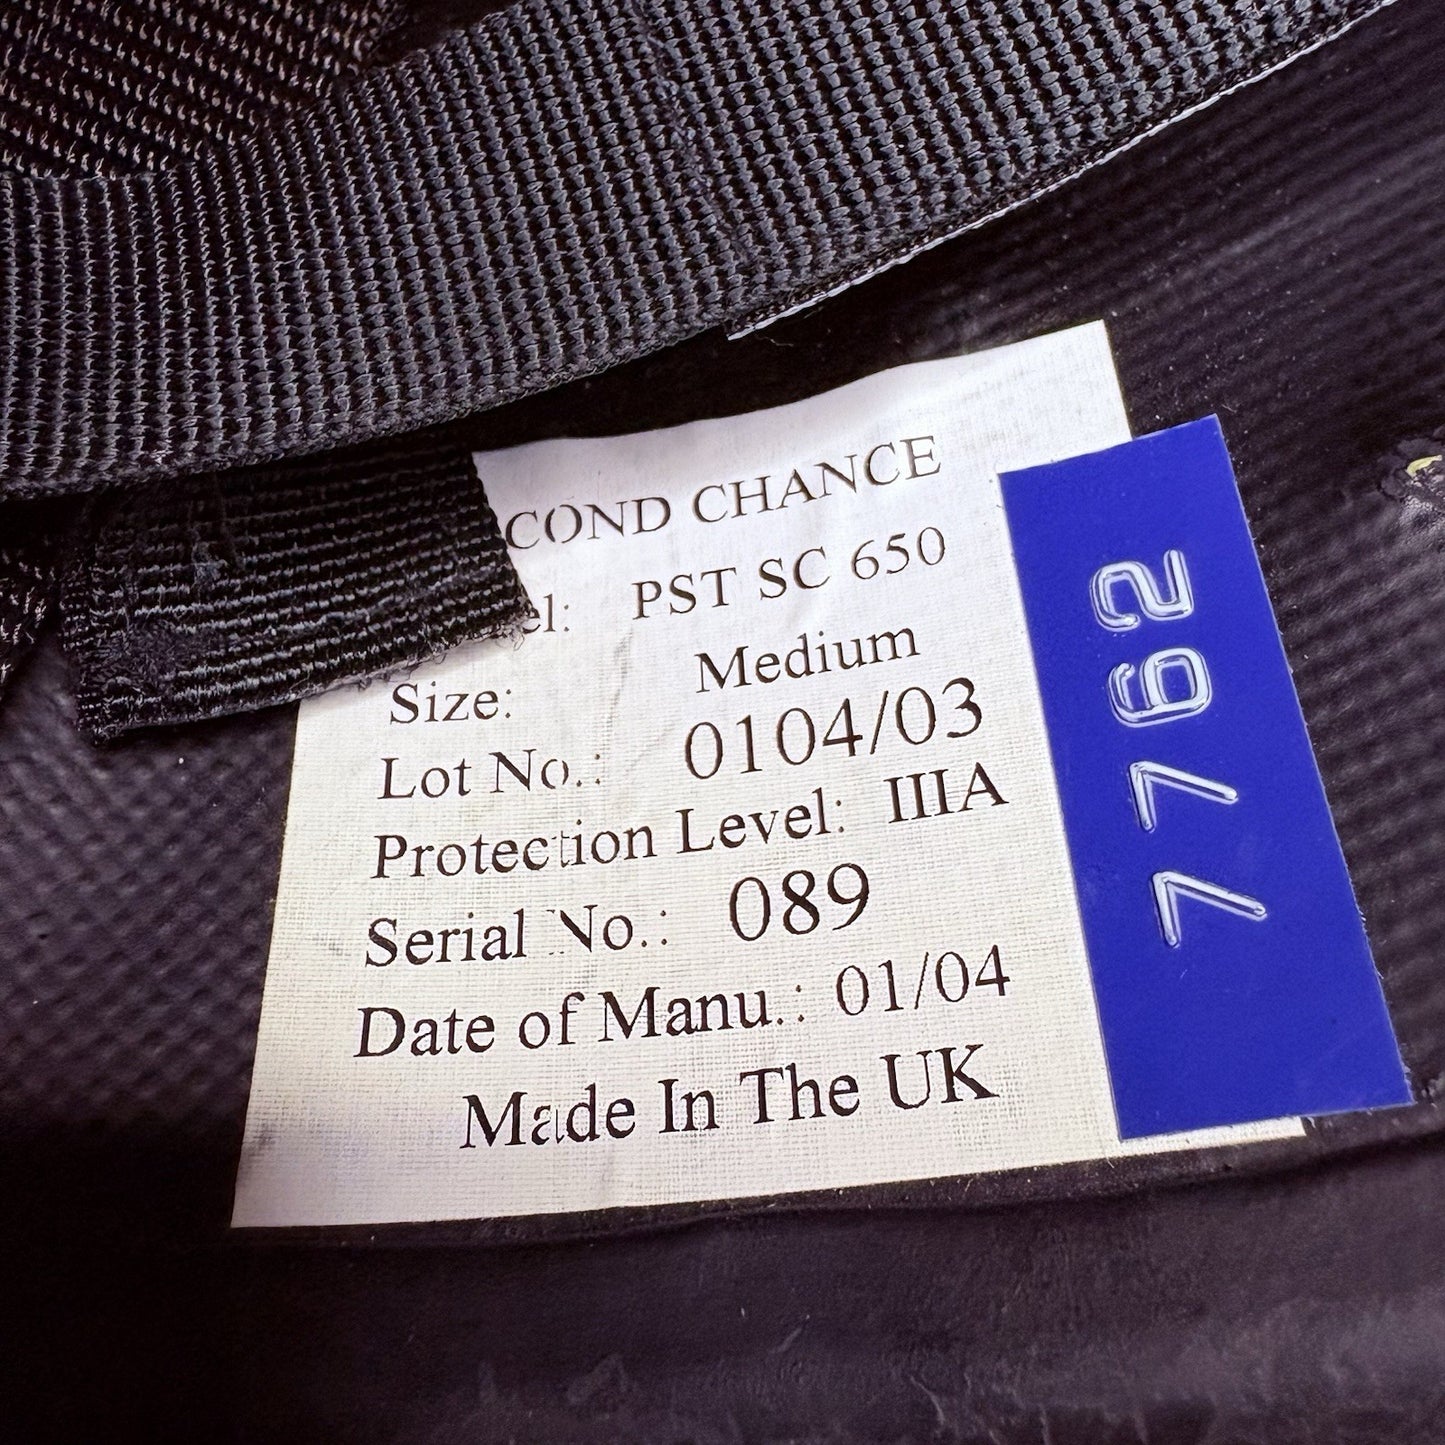 COND CHANCE
el: PST SC 650
Size: Medium
Lot No.: 0104/03
Protection Level: IIIA
Serial No.: 089
Date of Manu.: 01/04
Made In The UK
7762